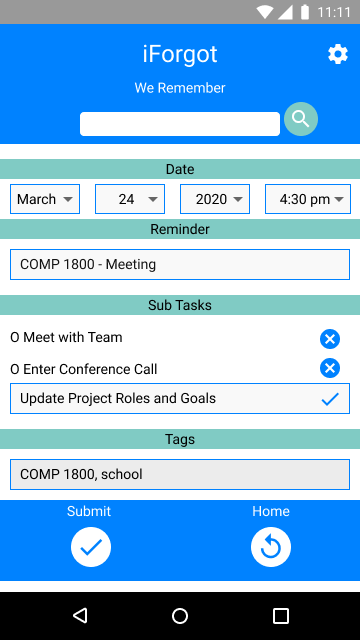 11:11
iForgot
We Remember
Date
March 24 2020 4:30 pm
Reminder
COMP 1800 - Meeting
Sub Tasks
O Meet with Team
O Enter Conference Call
Update Project Roles and Goals
Tags
COMP 1800, school
Submit Home